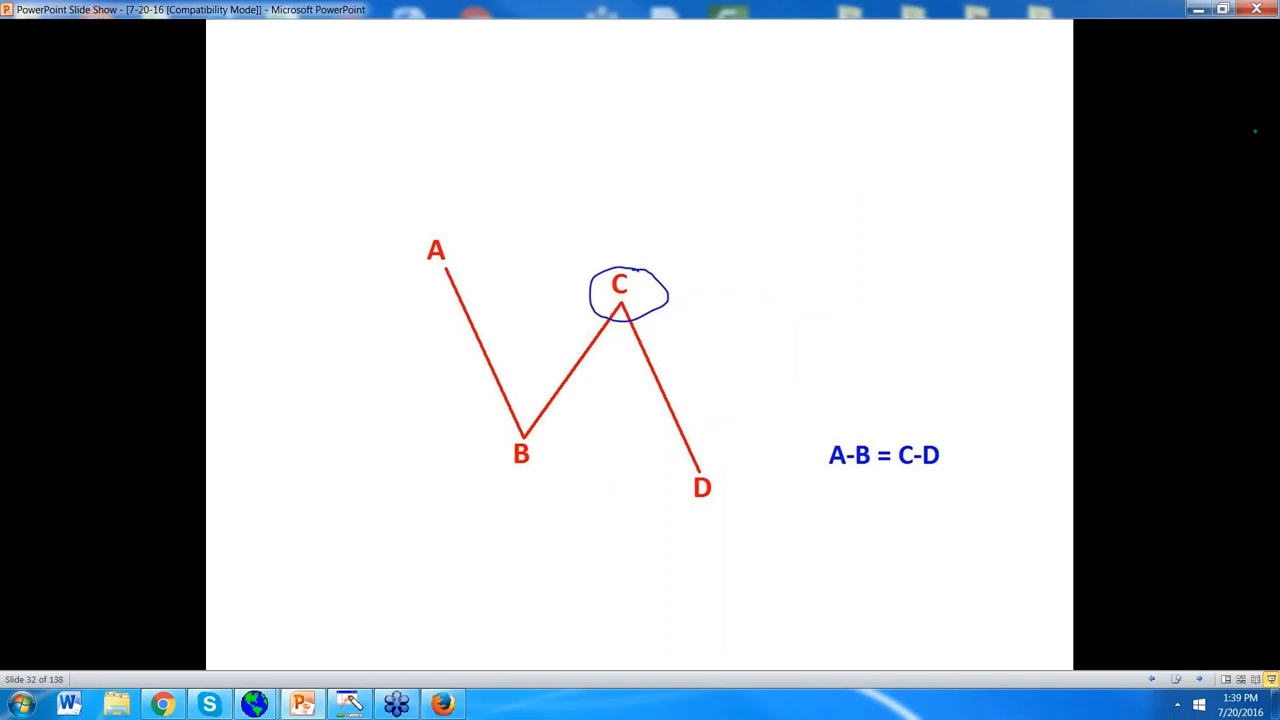 PowerPoint Slide Show - [7-20-16 [Compatibility Mode]] - Microsoft PowerPoint
A
C
B
A-B = C-D
D
Slide 32 of 138
1:39 PM
7/20/2016